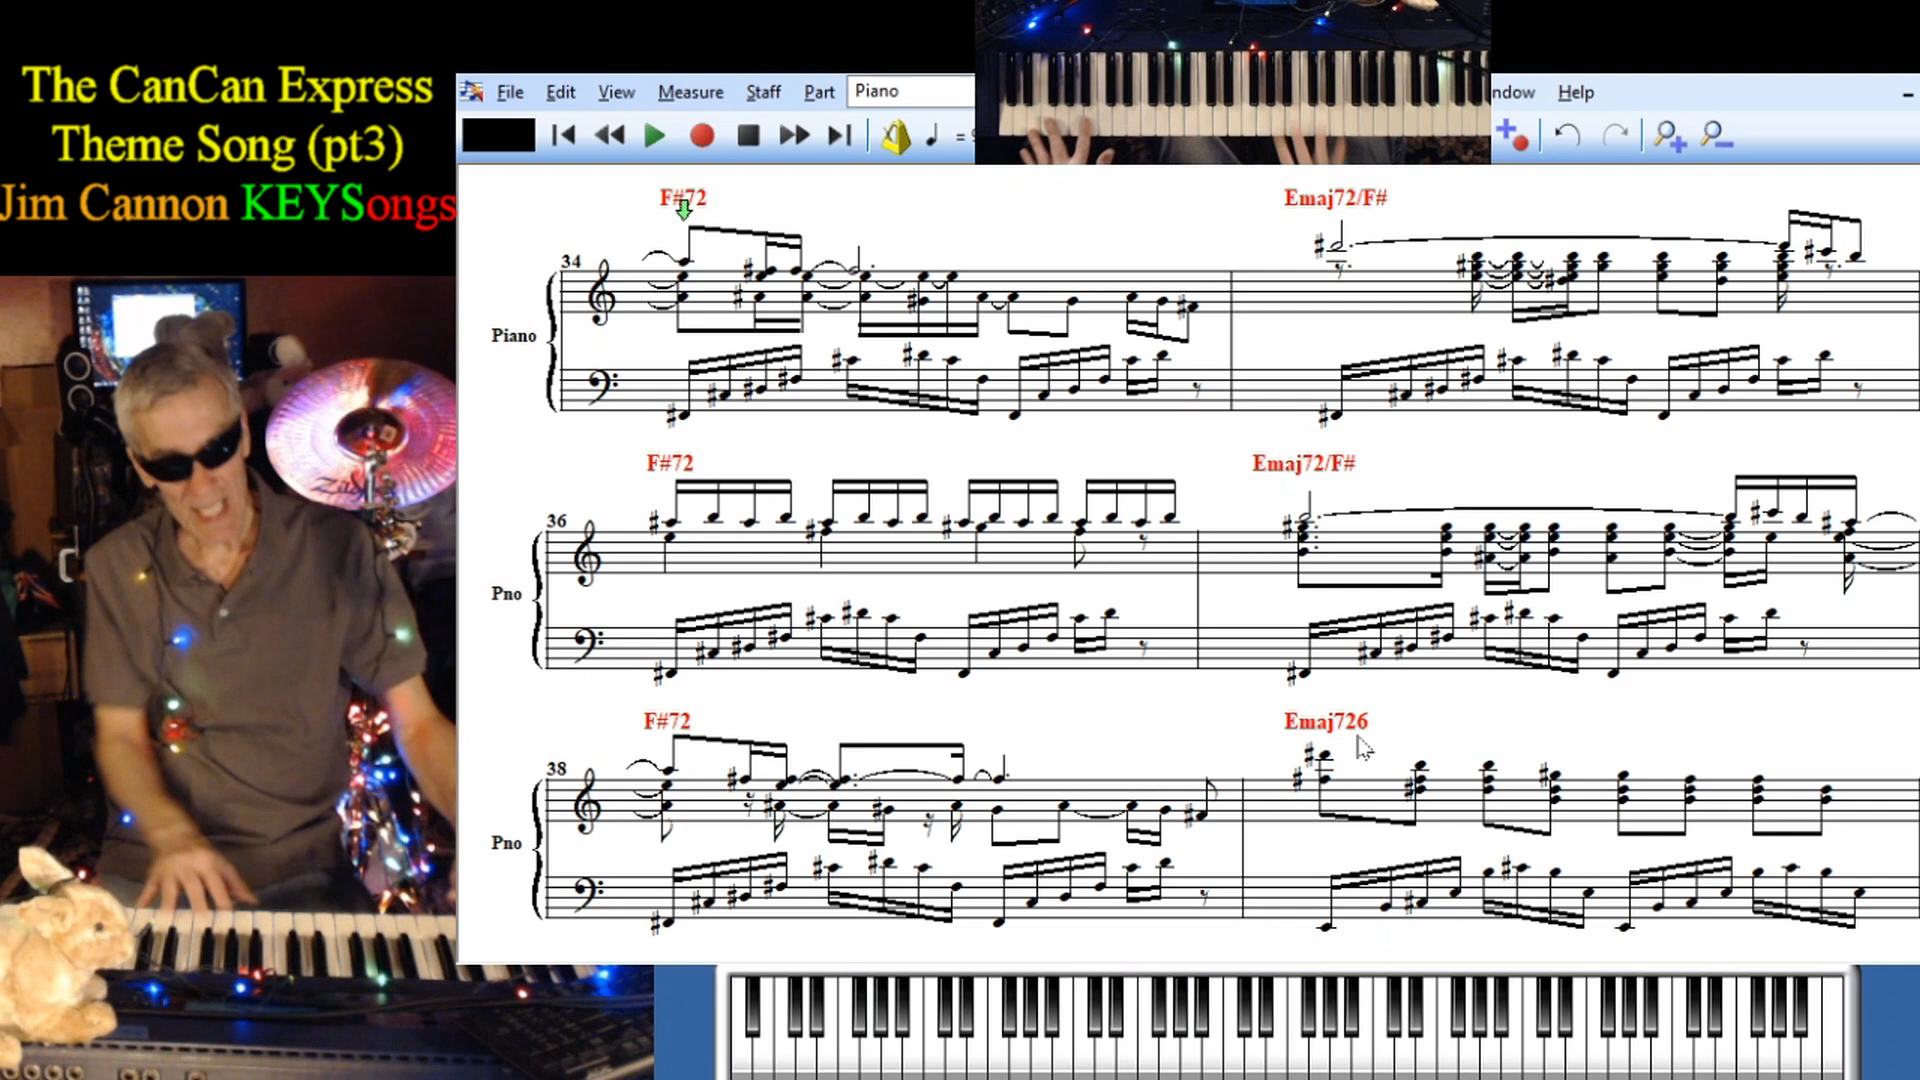 The CanCan Express
Theme Song (pt3)
Jim Cannon KEYSongs
File Edit View Measure Staff Part Piano
ndow Help
=
F#72 Emaj72/F#
34
Piano
F#72 Emaj72/F#
36
Pno
F#72 Emaj726
38
Pno